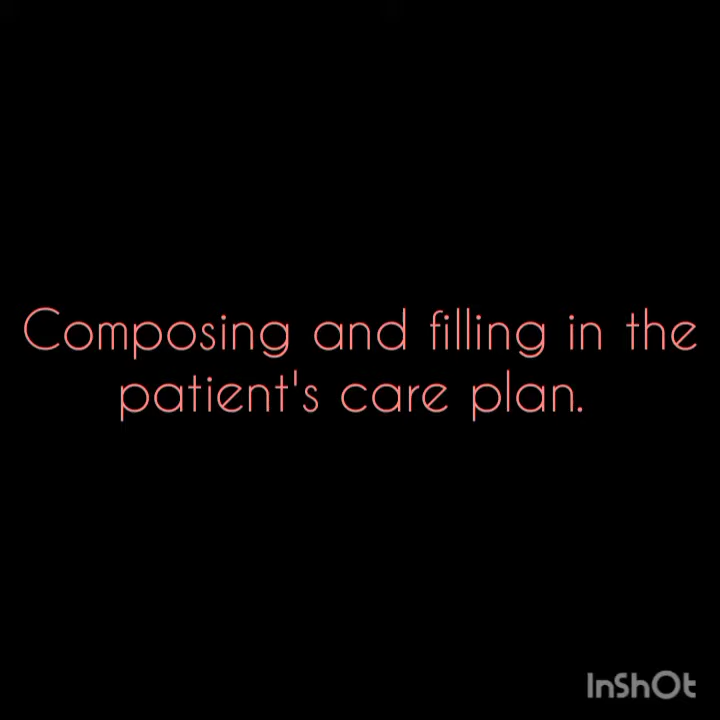 Composing and filling in the
patient's care plan.
InShOt